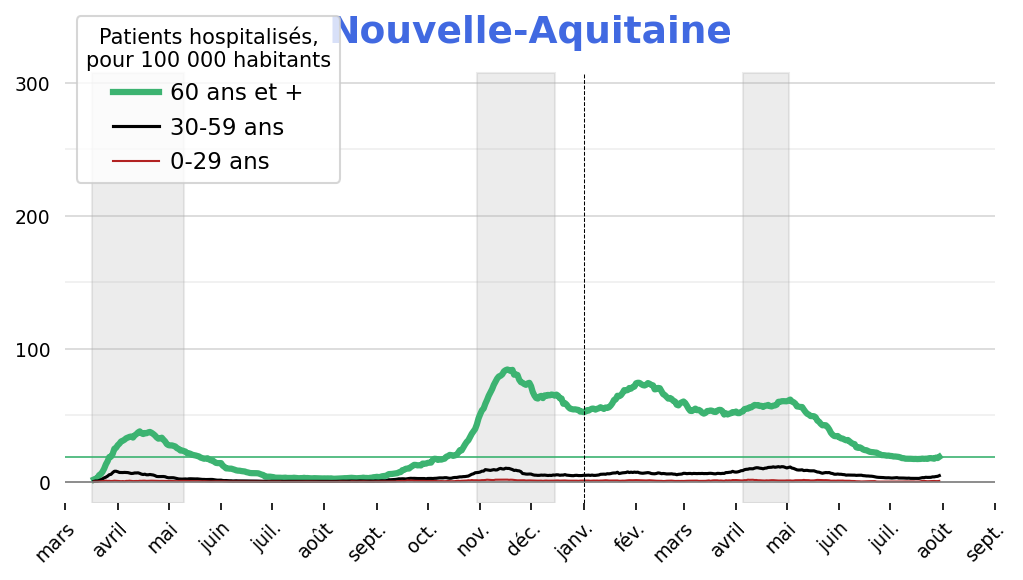 Nouvelle-Aquitaine
Patients hospitalisés,
pour 100 000 habitants
60 ans et +
30-59 ans
0-29 ans
300
200
100
0
mars avril mai juin juil. août sept. oct. nov. déc. janv. fév. mars avril mai juin juil. août sept.